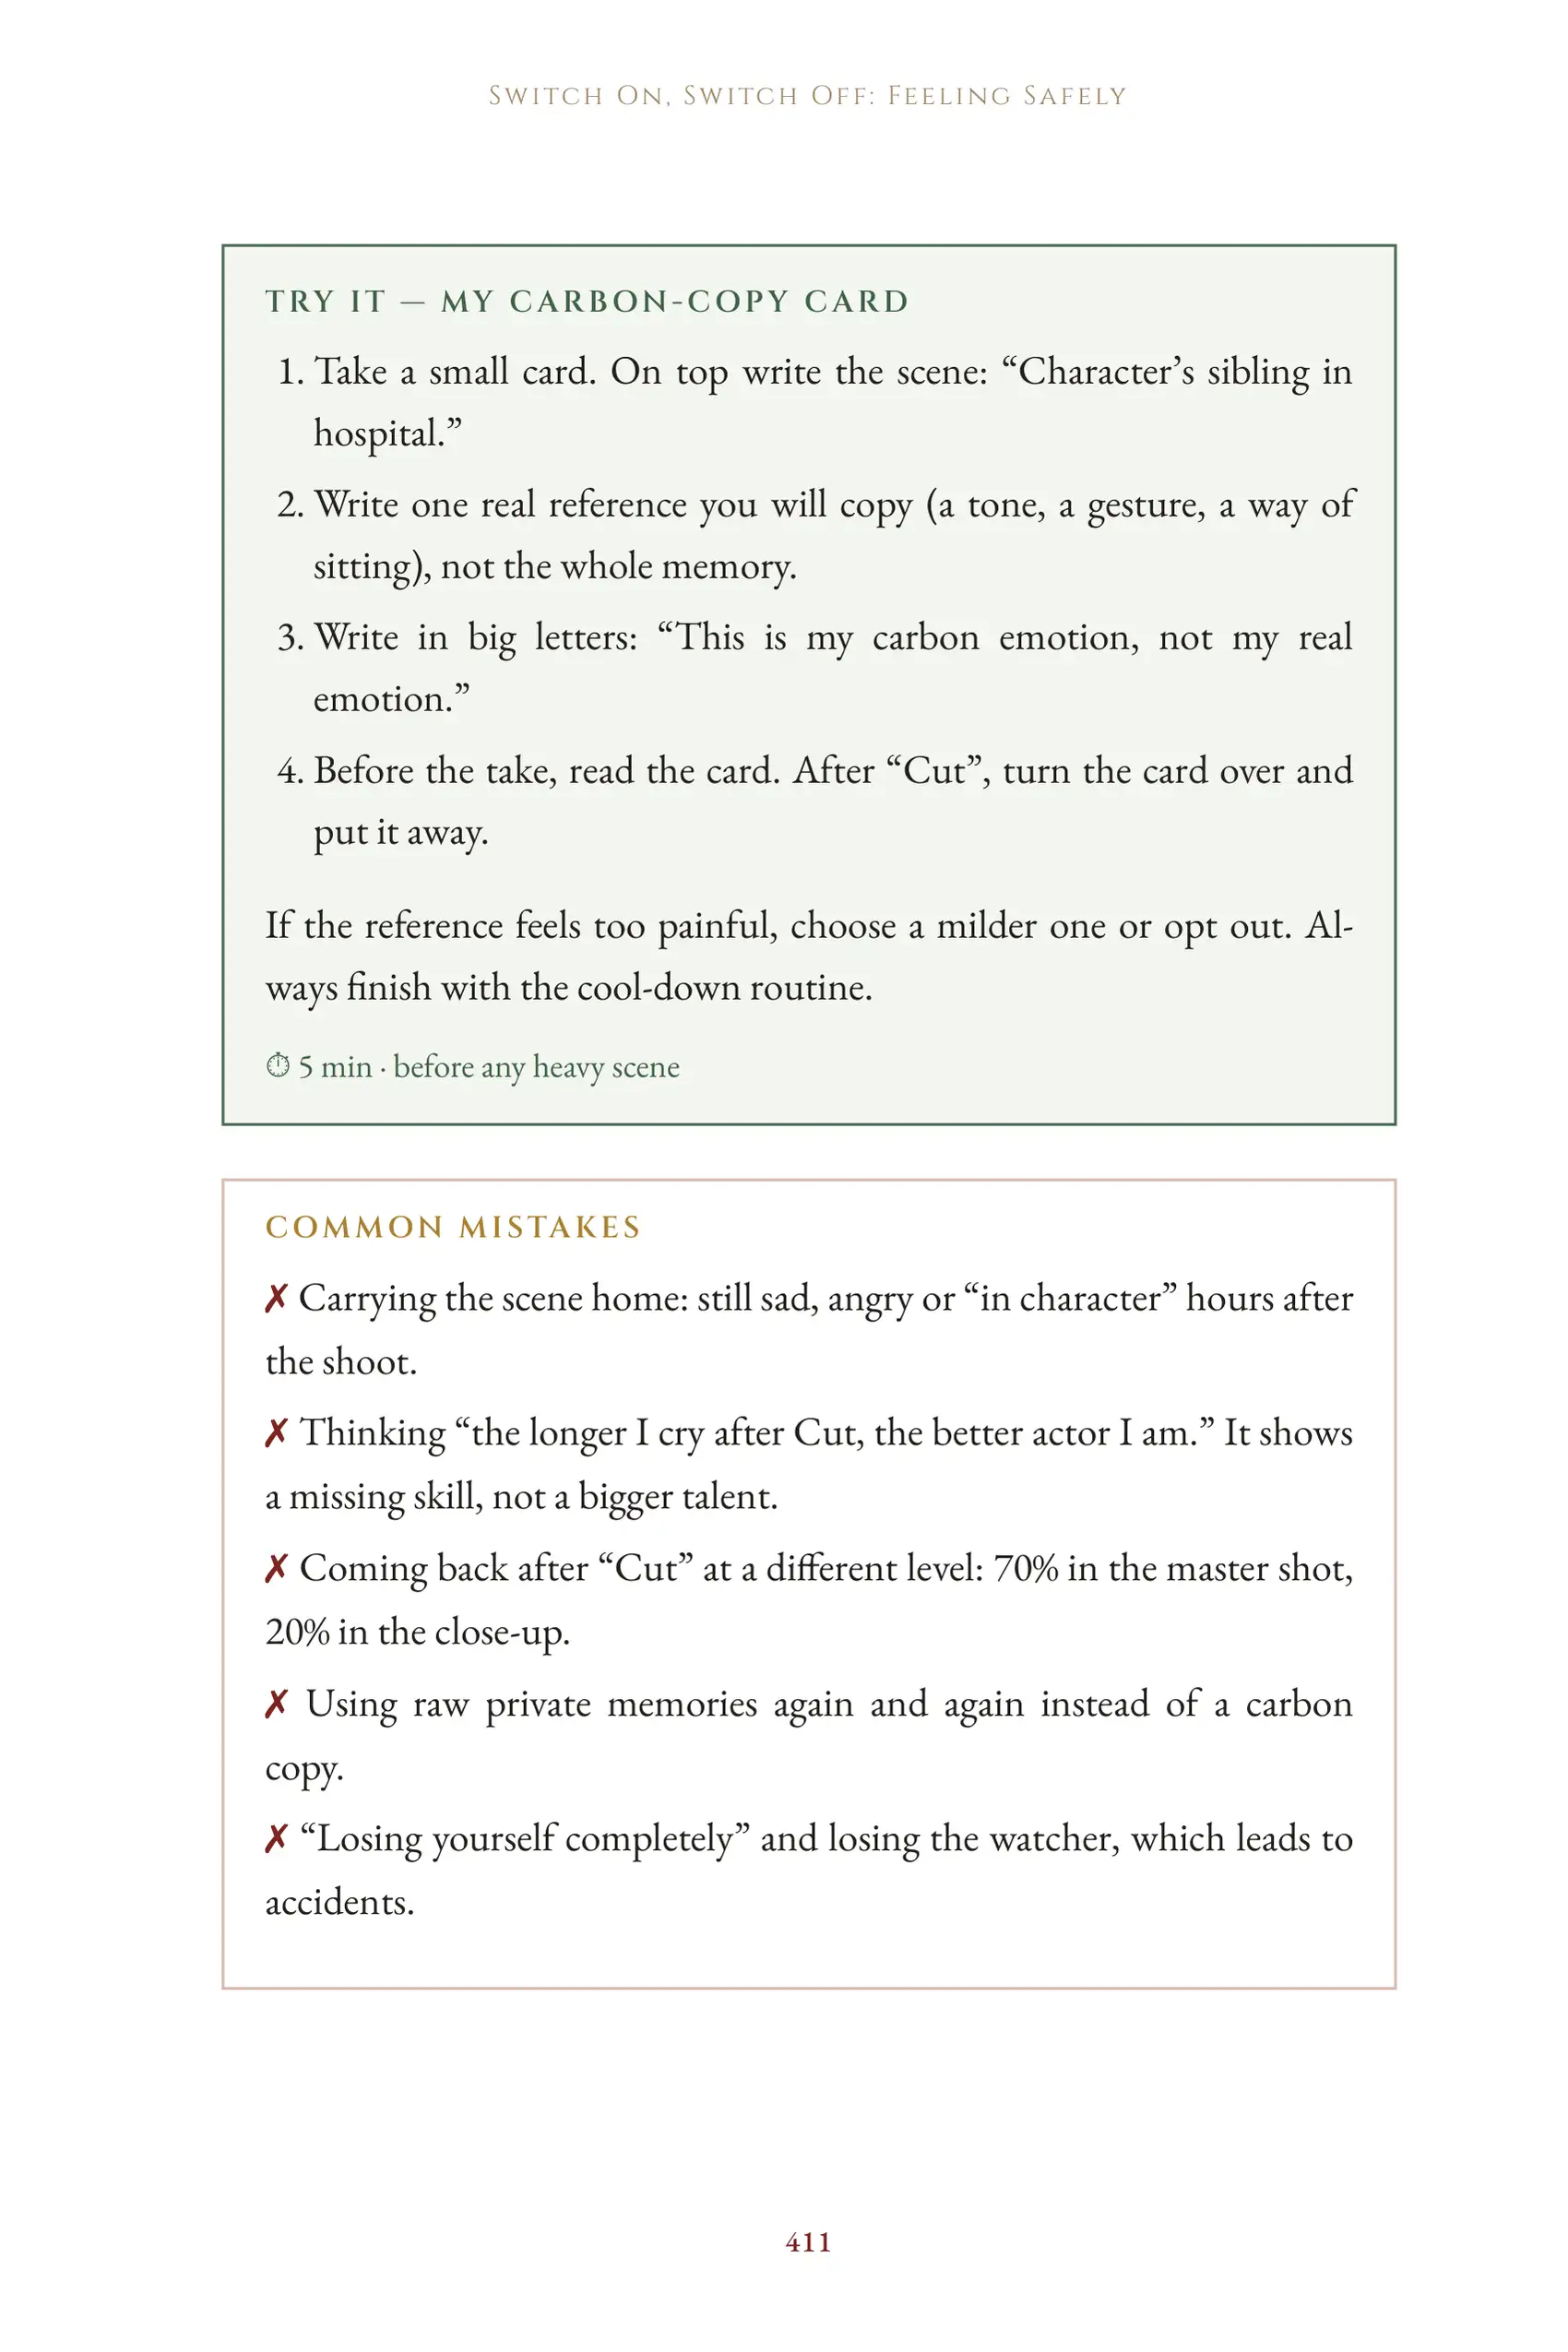 Switch On, Switch Off: Feeling Safely
TRY IT — MY CARBON-COPY CARD
1. Take a small card. On top write the scene: “Character’s sibling in
hospital.”
2. Write one real reference you will copy (a tone, a gesture, a way of
sitting), not the whole memory.
3. Write in big letters: “This is my carbon emotion, not my real
emotion.”
4. Before the take, read the card. After “Cut”, turn the card over and
put it away.
If the reference feels too painful, choose a milder one or opt out. Al-
ways finish with the cool-down routine.
⏱ 5 min · before any heavy scene
COMMON MISTAKES
✗ Carrying the scene home: still sad, angry or “in character” hours after
the shoot.
✗ Thinking “the longer I cry after Cut, the better actor I am.” It shows
a missing skill, not a bigger talent.
✗ Coming back after “Cut” at a different level: 70% in the master shot,
20% in the close-up.
✗ Using raw private memories again and again instead of a carbon
copy.
✗ “Losing yourself completely” and losing the watcher, which leads to
accidents.
411